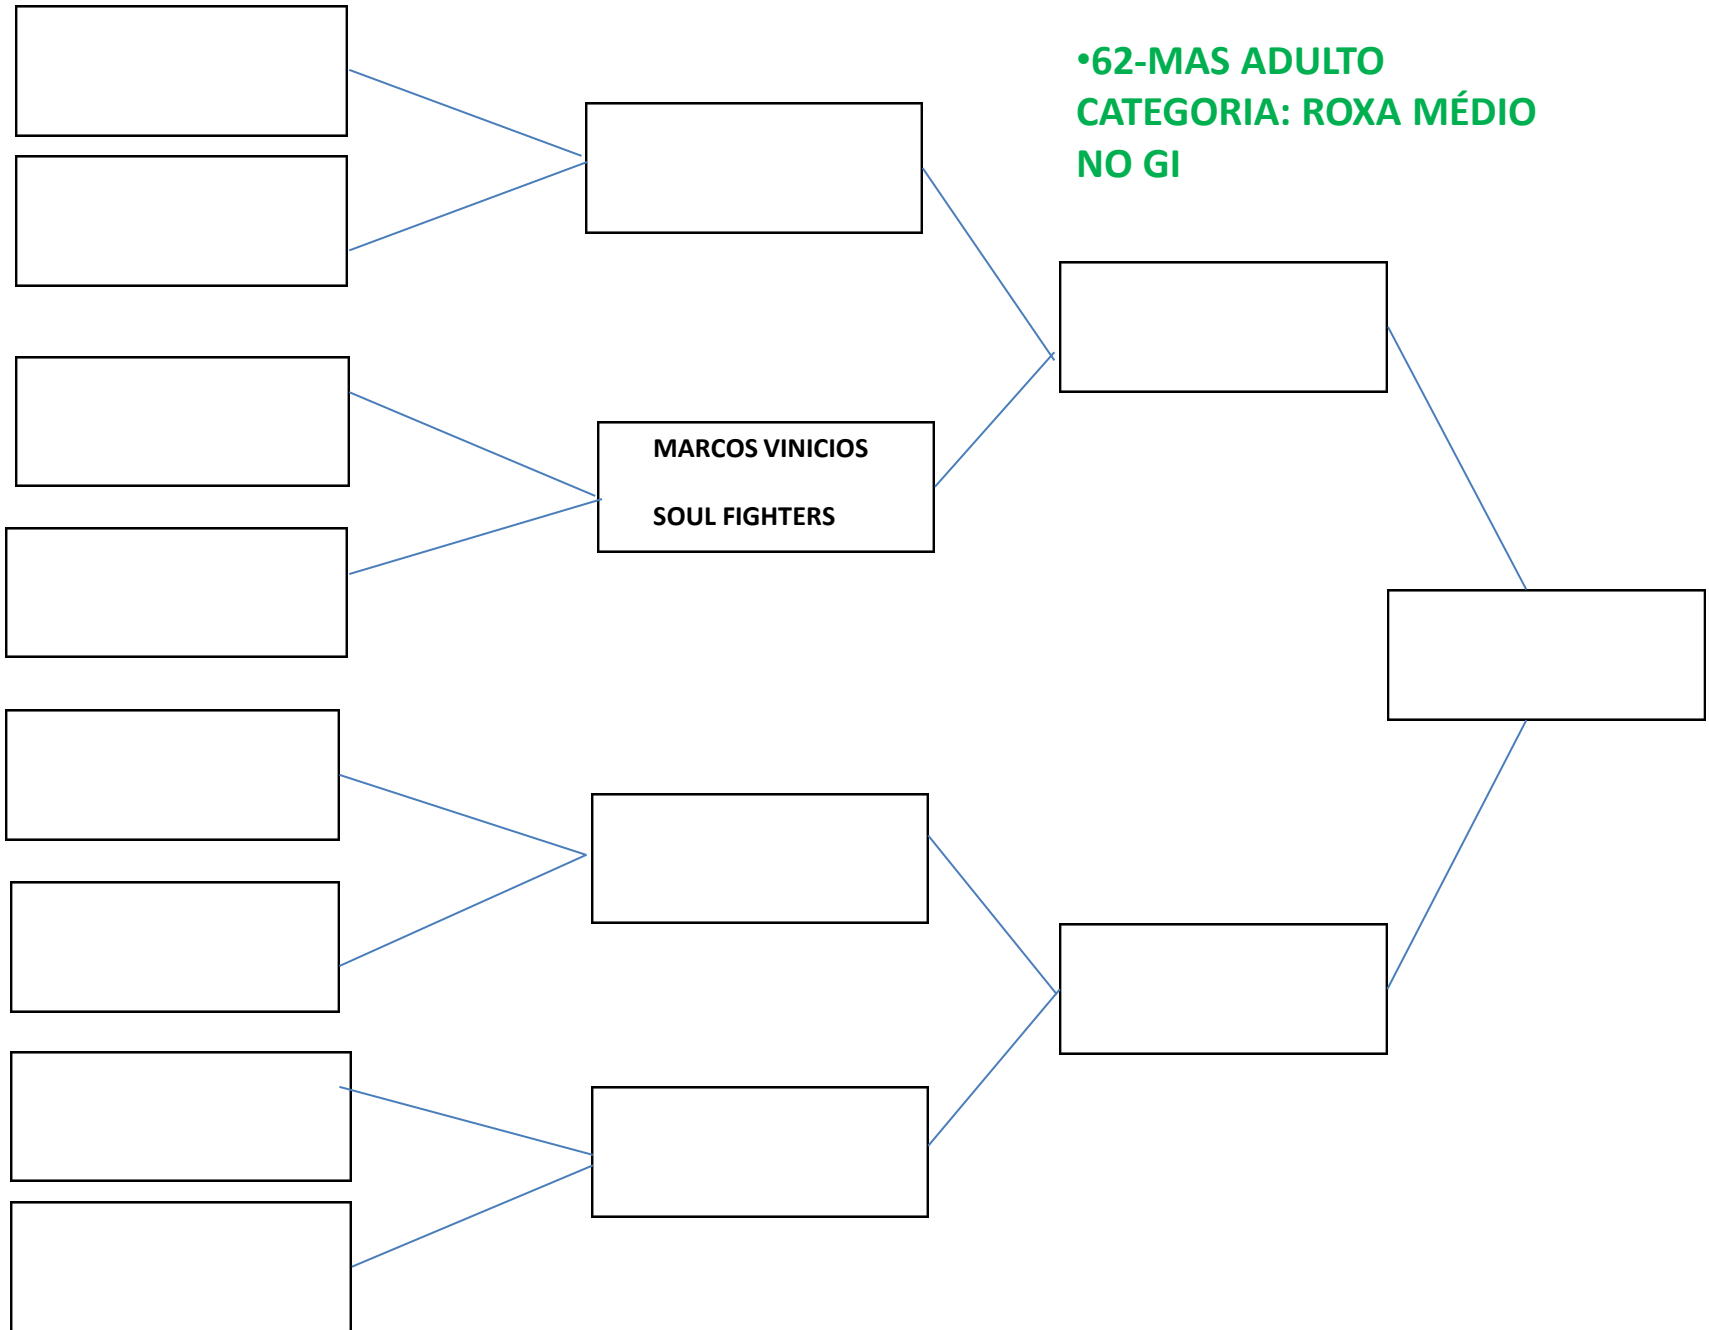 •62-MAS ADULTO
CATEGORIA: ROXA MÉDIO
NO GI
MARCOS VINICIOS
SOUL FIGHTERS